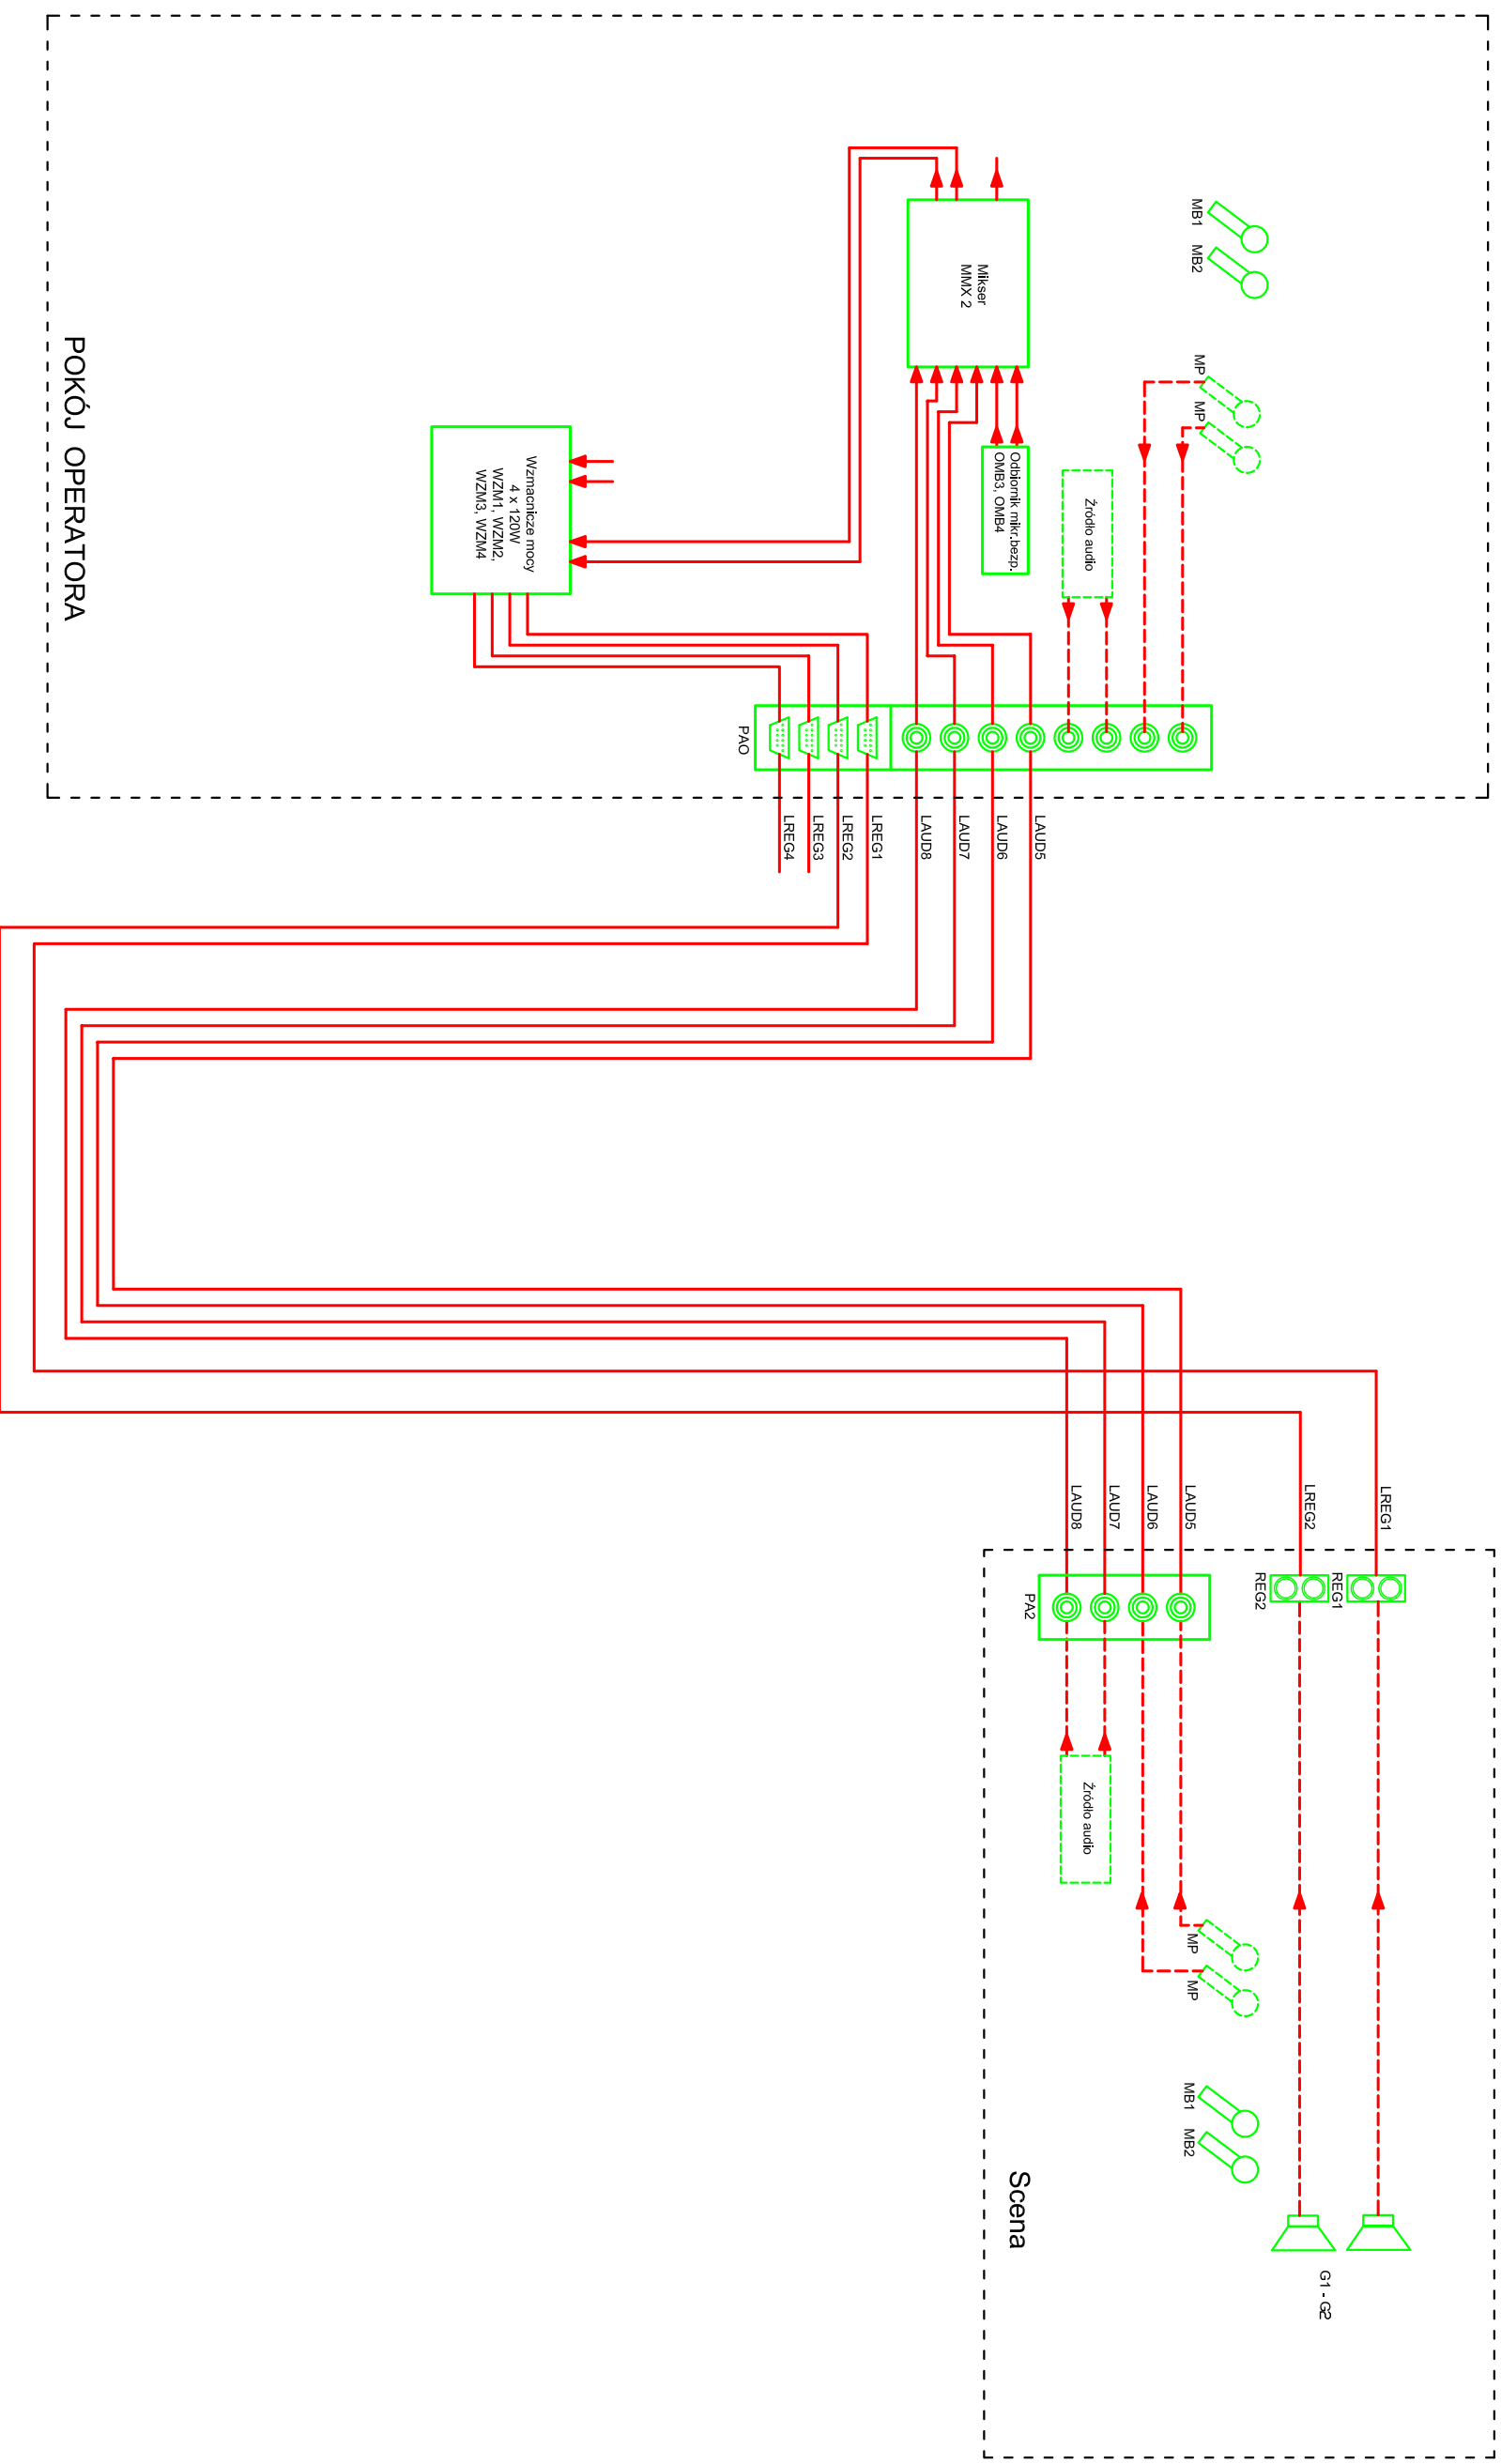 MB1
MB2
MP
MP
Mikser
MMX 2
Odbiornik mikr.bezp.
OMB3, OMB4
Źródło audio
Wzmacnicze mocy
4 x 120W
WZM1, WZM2,
WZM3, WZM4
POKÓJ OPERATORA
PAO
LAUD5
LAUD6
LAUD7
LAUD8
LREG1
LREG2
LREG3
LREG4
LREG1
LREG2
LAUD5
LAUD6
LAUD7
LAUD8
REG1
REG2
PA2
Źródło audio
MP
MP
MB1
MB2
G1 - G2
Scena